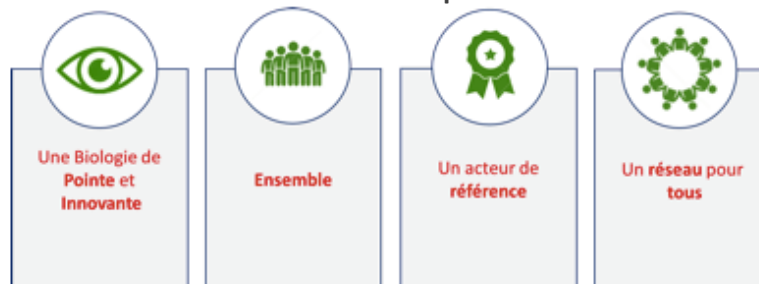 Une Biologie de
Pointe et
Innovante
Ensemble
Un acteur de
référence
Un réseau pour
tous